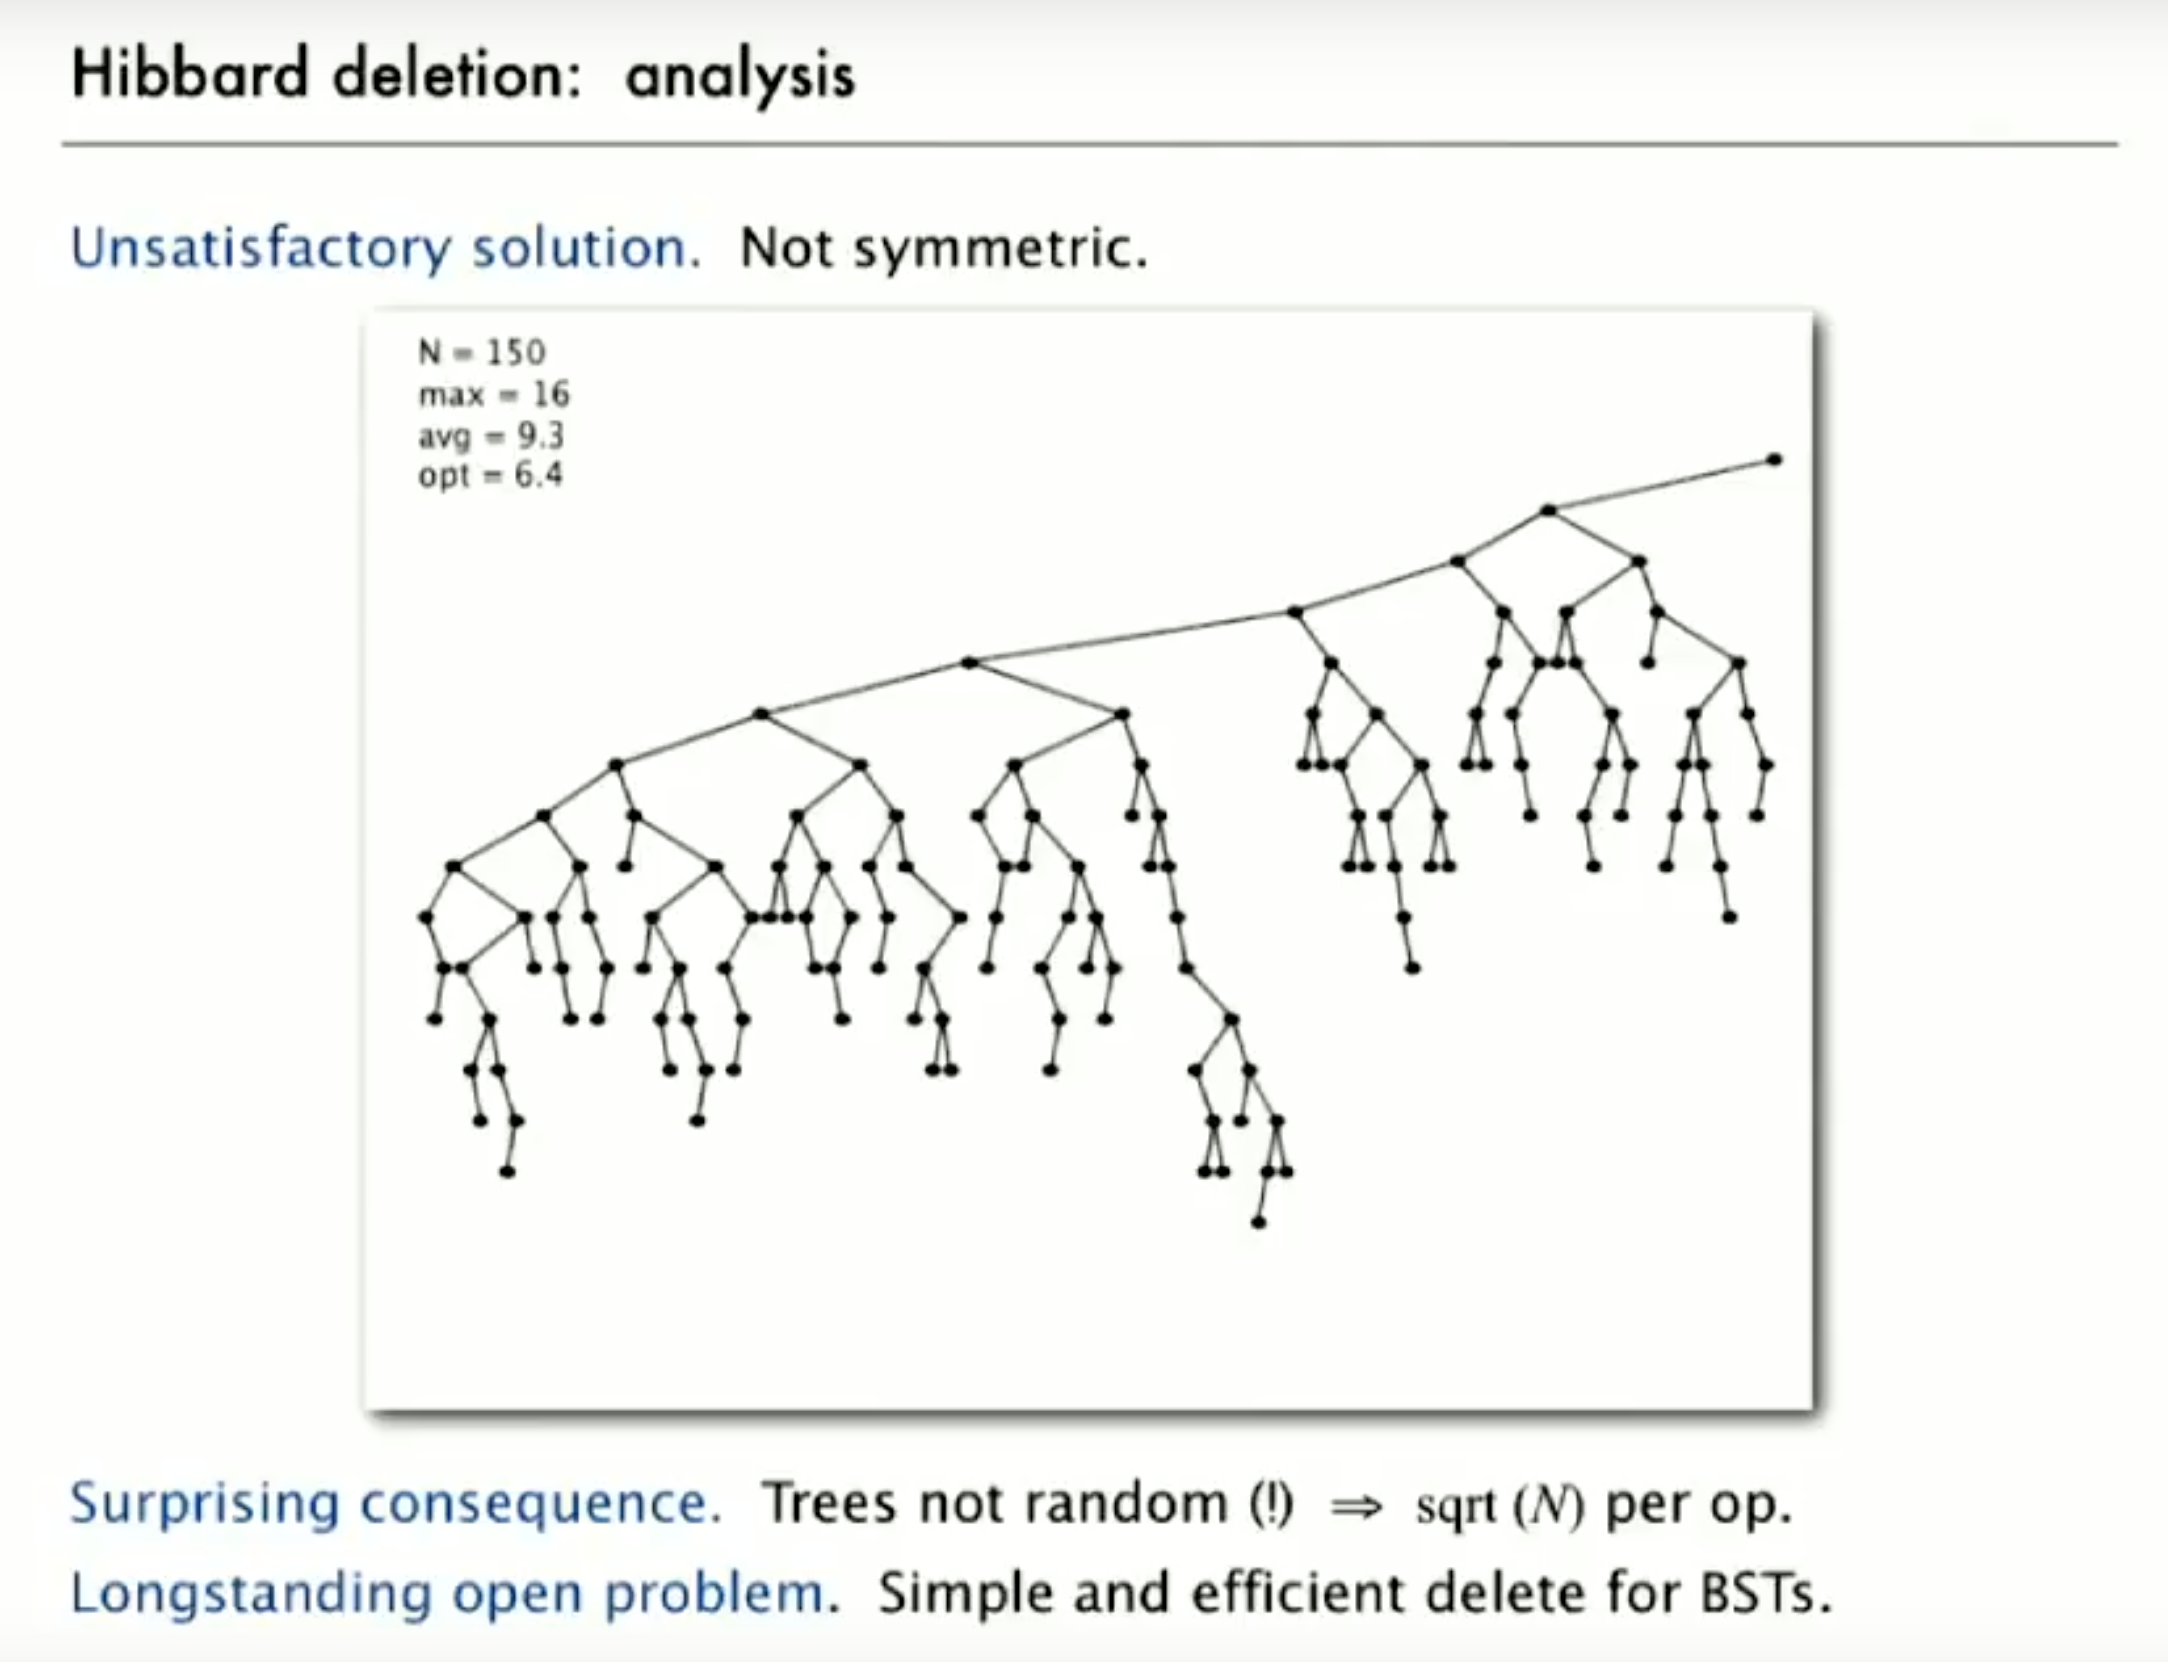 Hibbard deletion: analysis
Unsatisfactory solution. Not symmetric.
N = 150
max = 16
avg = 9.3
opt = 6.4
Surprising consequence. Trees not random (!) ⇒ sqrt (N) per op.
Longstanding open problem. Simple and efficient delete for BSTs.